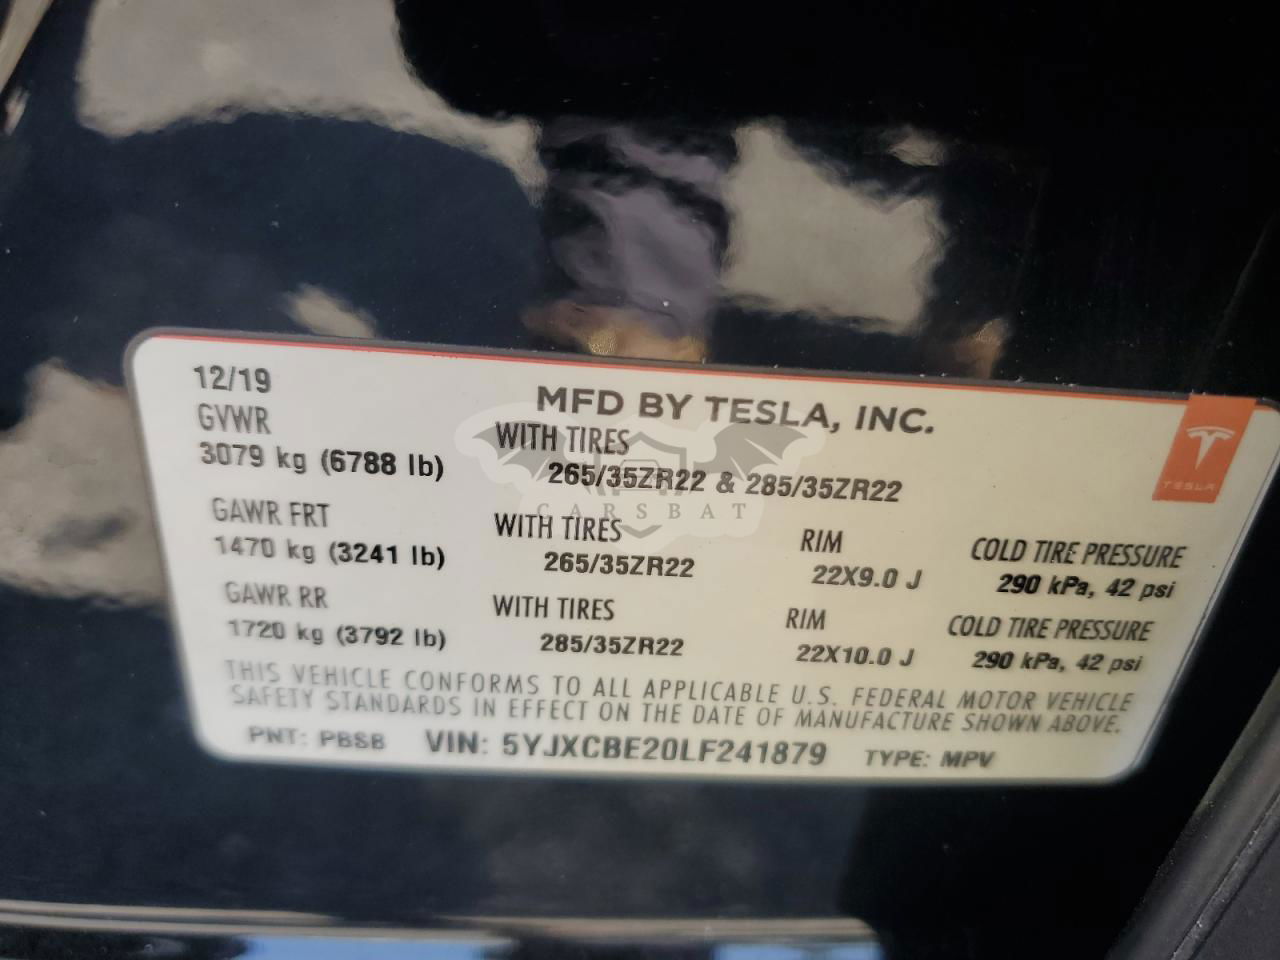 12/19
MFD BY TESLA, INC.
GVWR
WITH TIRES
3079 kg (6788 lb)
265/35ZR22 & 285/35ZR22
TESLA
CARSBAT
GAWR FRT
WITH TIRES
RIM
COLD TIRE PRESSURE
1470 kg (3241 lb)
265/35ZR22
22X9.0 J
290 kPa, 42 psi
GAWR RR
WITH TIRES
RIM
COLD TIRE PRESSURE
1720 kg (3792 lb)
285/35ZR22
22X10.0 J
290 kPa, 42 psi
THIS VEHICLE CONFORMS TO ALL APPLICABLE U.S. FEDERAL MOTOR VEHICLE
SAFETY STANDARDS IN EFFECT ON THE DATE OF MANUFACTURE SHOWN ABOVE.
PNT: PBSB VIN: 5YJXCBE20LF241879 TYPE: MPV